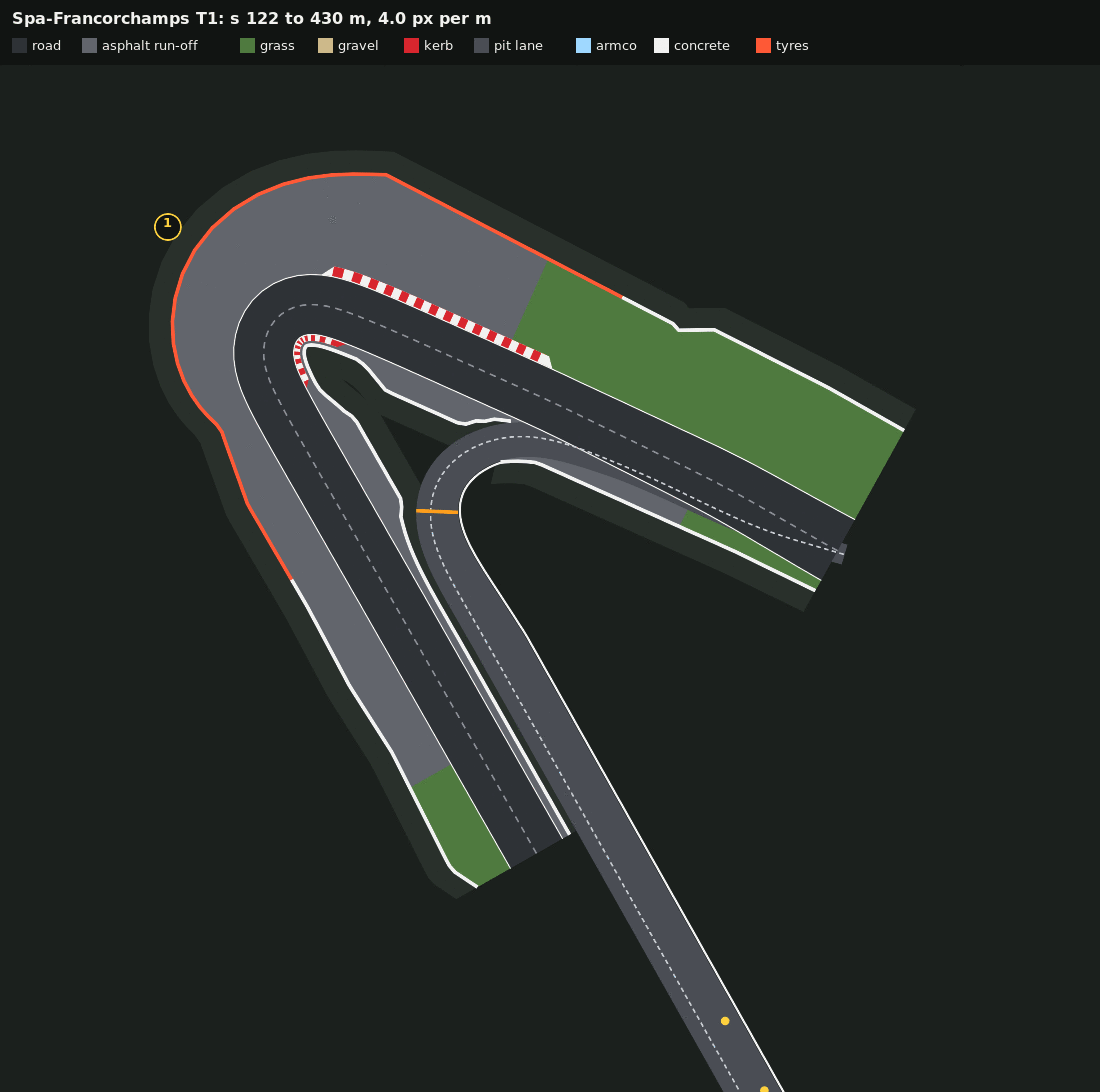 Spa-Francorchamps T1: s 122 to 430 m, 4.0 px per m
road asphalt run-off grass gravel kerb pit lane armco concrete tyres
1